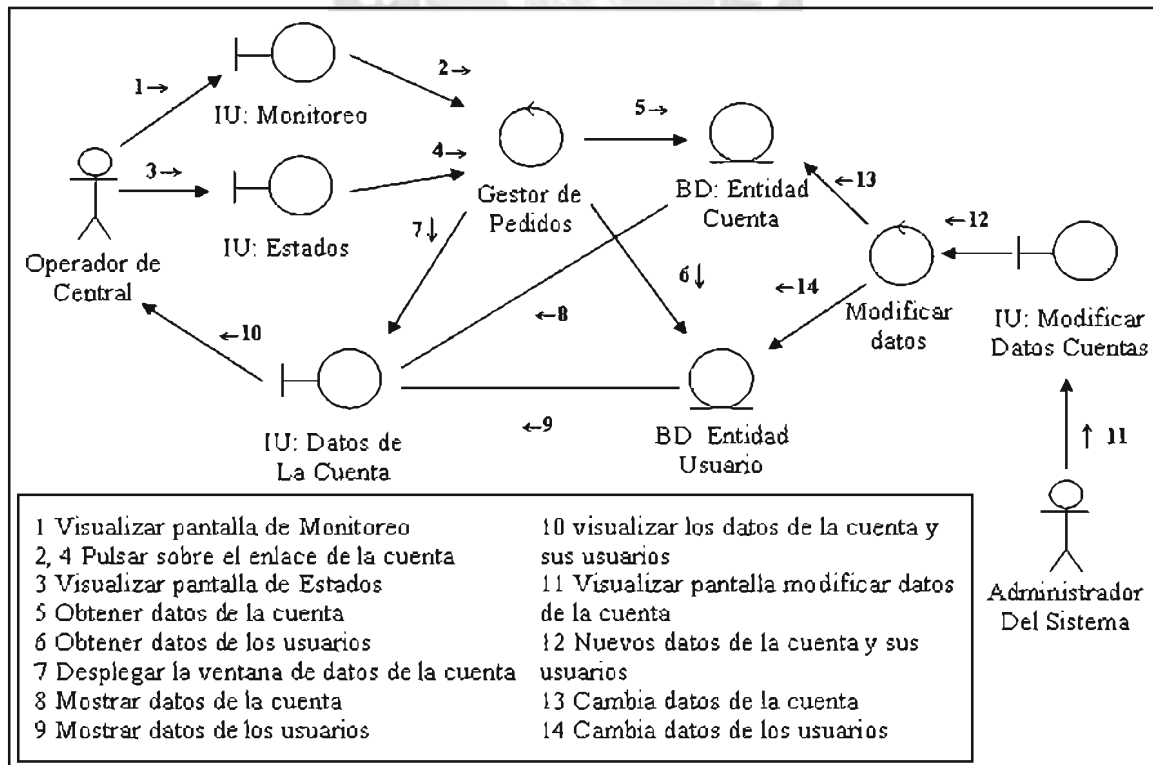 1→
2→
IU: Monitoreo
3→
4→
5→
IU: Estados
Gestor de
Pedidos
BD: Entidad
Cuenta
←13
←12
Operador de
Central
7↓
6↓
←14
Modificar
datos
IU: Modificar
Datos Cuentas
←10
←8
←9
IU: Datos de
La Cuenta
BD Entidad
Usuario
↑ 11
Administrador
Del Sistema
1 Visualizar pantalla de Monitoreo
2, 4 Pulsar sobre el enlace de la cuenta
3 Visualizar pantalla de Estados
5 Obtener datos de la cuenta
6 Obtener datos de los usuarios
7 Desplegar la ventana de datos de la cuenta
8 Mostrar datos de la cuenta
9 Mostrar datos de los usuarios
10 visualizar los datos de la cuenta y
sus usuarios
11 Visualizar pantalla modificar datos
de la cuenta
12 Nuevos datos de la cuenta y sus
usuarios
13 Cambia datos de la cuenta
14 Cambia datos de los usuarios